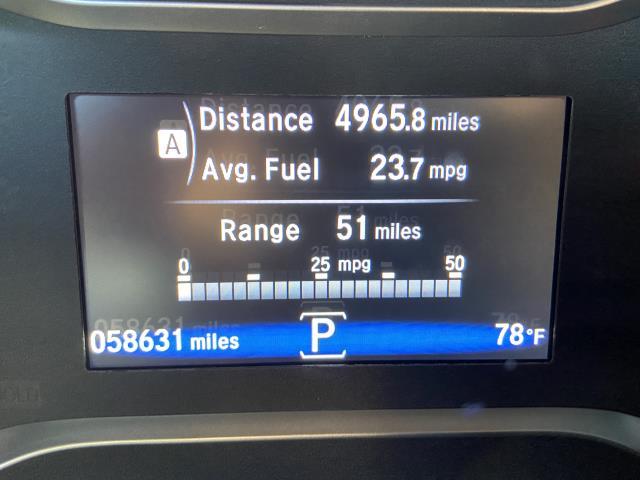 Distance 4965.8 miles
A
Avg. Fuel 23.7 mpg
Range 51 miles
0 25 mpg 50
058631 miles P 78°F